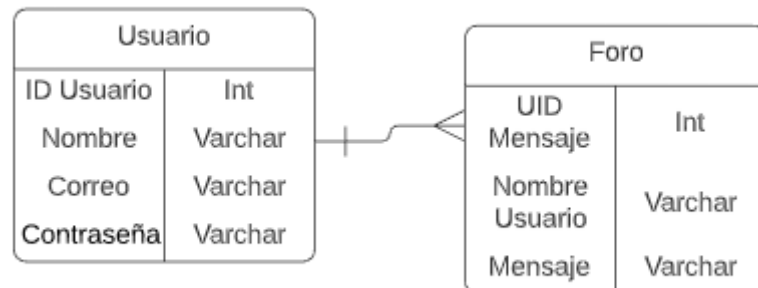 Usuario
ID Usuario Int
Nombre Varchar
Correo Varchar
Contraseña Varchar
Foro
UID
Mensaje
Int
Nombre
Usuario
Varchar
Mensaje Varchar